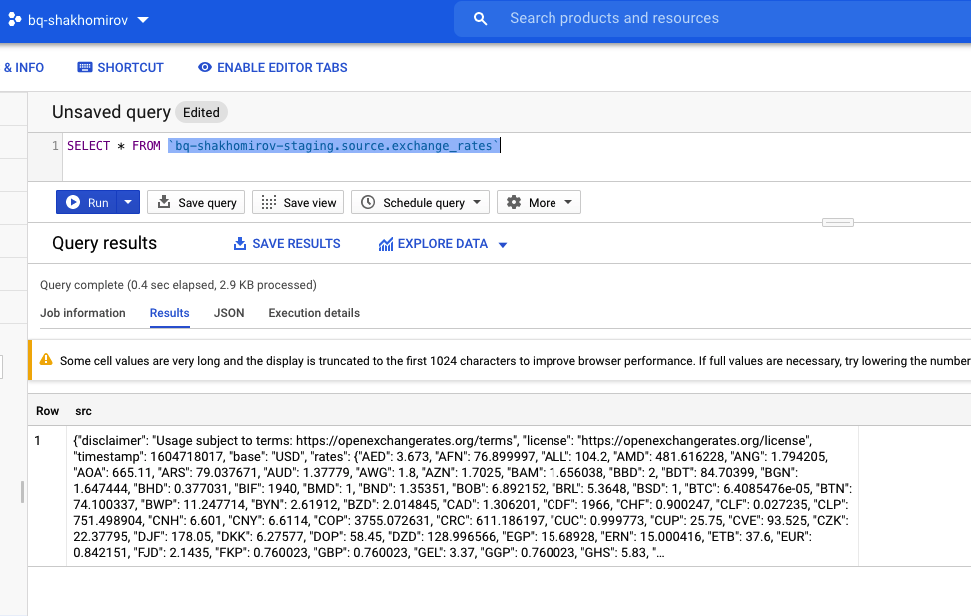 bq-shakhomirov
Search products and resources
& INFO SHORTCUT ENABLE EDITOR TABS
Unsaved query Edited
1 SELECT * FROM `bq-shakhomirov-staging.source.exchange_rates`
Run Save query Save view Schedule query More
Query results SAVE RESULTS EXPLORE DATA
Query complete (0.4 sec elapsed, 2.9 KB processed)
Job information Results JSON Execution details
Some cell values are very long and the display is truncated to the first 1024 characters to improve browser performance. If full values are necessary, try lowering the number
Row src
1 {"disclaimer": "Usage subject to terms: https://openexchangerates.org/terms", "license": "https://openexchangerates.org/license",
"timestamp": 1604718017, "base": "USD", "rates": {"AED": 3.673, "AFN": 76.899997, "ALL": 104.2, "AMD": 481.616228, "ANG": 1.794205,
"AOA": 665.11, "ARS": 79.037671, "AUD": 1.37779, "AWG": 1.8, "AZN": 1.7025, "BAM": 1.656038, "BBD": 2, "BDT": 84.70399, "BGN":
1.647444, "BHD": 0.377031, "BIF": 1940, "BMD": 1, "BND": 1.35351, "BOB": 6.892152, "BRL": 5.3648, "BSD": 1, "BTC": 6.4085476e-05, "BTN":
74.100337, "BWP": 11.247714, "BYN": 2.61912, "BZD": 2.014845, "CAD": 1.306201, "CDF": 1966, "CHF": 0.900247, "CLF": 0.027235, "CLP":
751.498904, "CNH": 6.601, "CNY": 6.6114, "COP": 3755.072631, "CRC": 611.186197, "CUC": 0.999773, "CUP": 25.75, "CVE": 93.525, "CZK":
22.37795, "DJF": 178.05, "DKK": 6.27577, "DOP": 58.45, "DZD": 128.996566, "EGP": 15.68928, "ERN": 15.000416, "ETB": 37.6, "EUR":
0.842151, "FJD": 2.1435, "FKP": 0.760023, "GBP": 0.760023, "GEL": 3.37, "GGP": 0.760023, "GHS": 5.83, "...